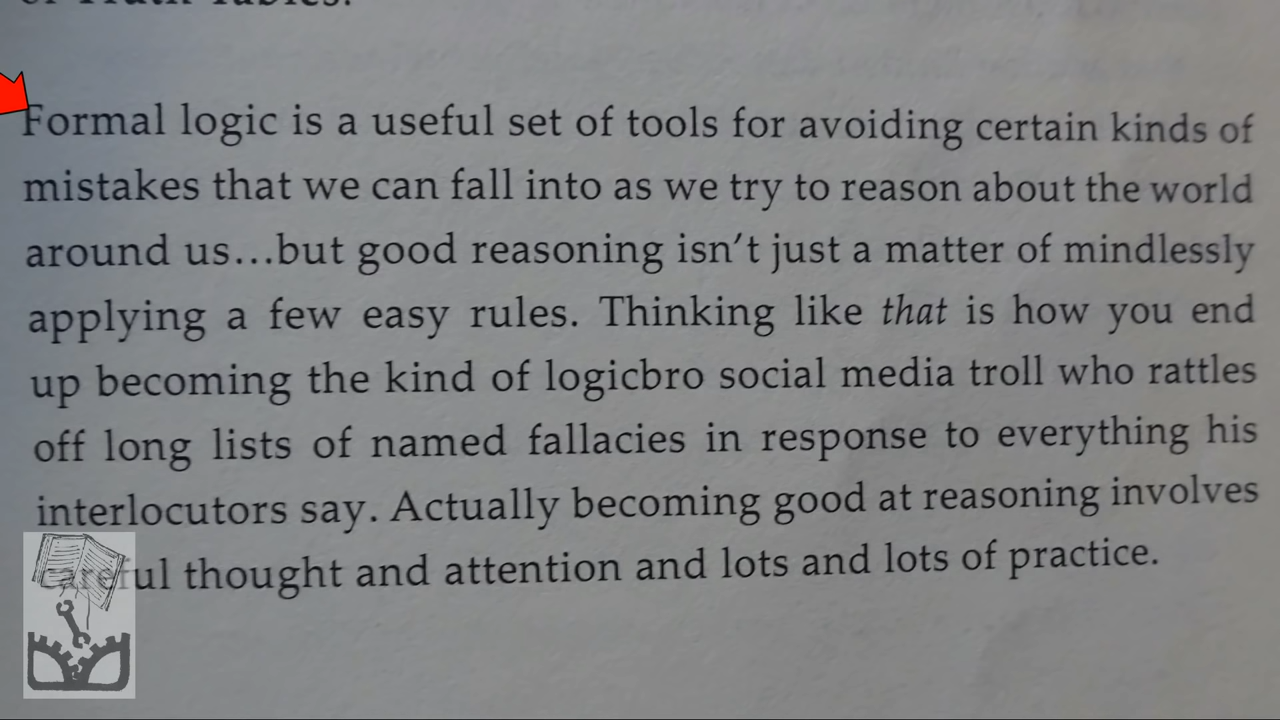 of Truth Tables.
Formal logic is a useful set of tools for avoiding certain kinds of
mistakes that we can fall into as we try to reason about the world
around us...but good reasoning isn't just a matter of mindlessly
applying a few easy rules. Thinking like that is how you end
up becoming the kind of logicbro social media troll who rattles
off long lists of named fallacies in response to everything his
interlocutors say. Actually becoming good at reasoning involves
careful thought and attention and lots and lots of practice.